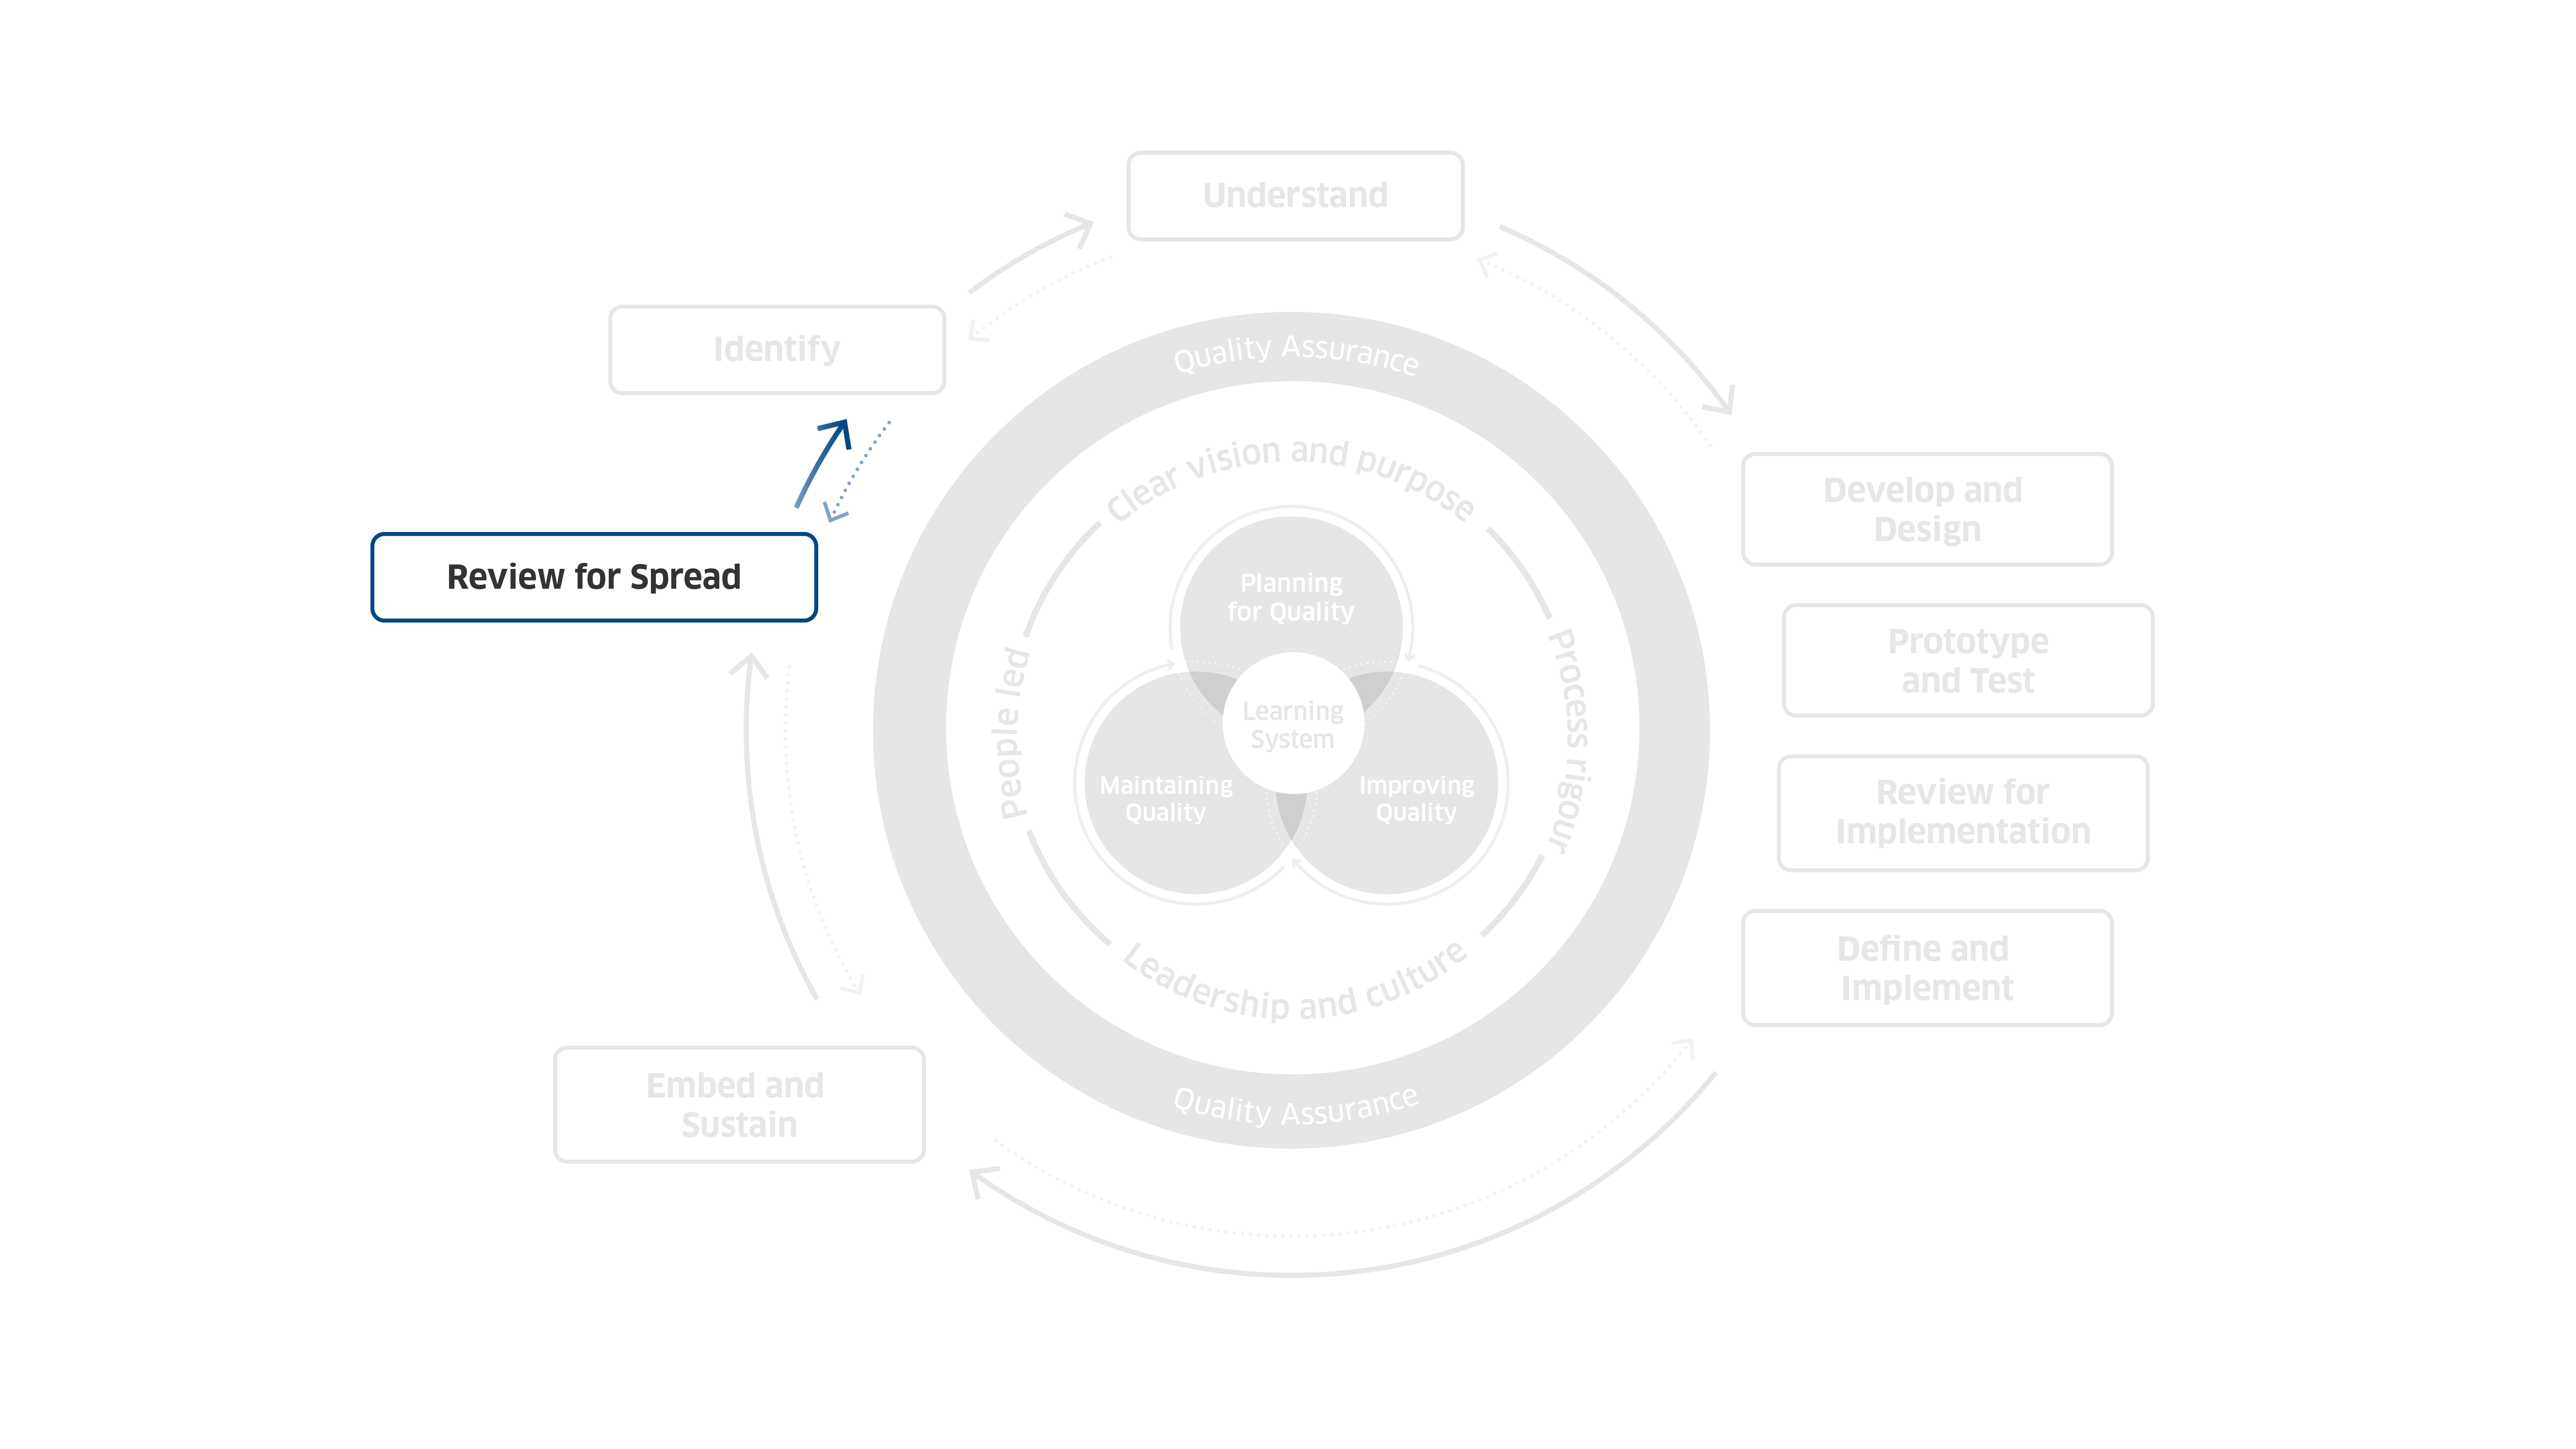 Understand
Identify
Quality Assurance
Clear vision and purpose
Develop and
Design
Review for Spread
Planning
for Quality
Prototype
and Test
People led
Process rigour
Learning
System
Maintaining
Quality
Improving
Quality
Review for
Implementation
Define and
Implement
Leadership and culture
Embed and
Sustain
Quality Assurance